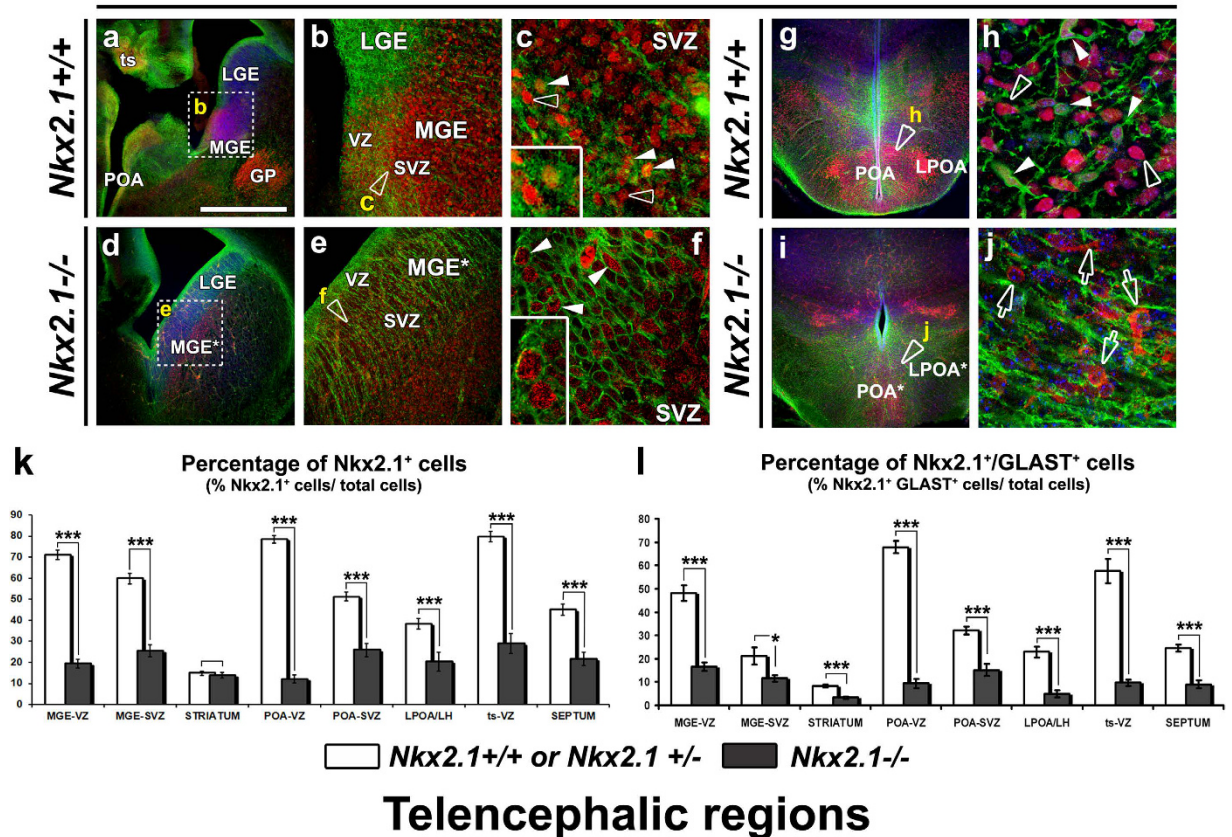 Nkx2.1+/+
a
ts
LGE
b
MGE
POA
GP
b
LGE
VZ
MGE
SVZ
c
c
SVZ
Nkx2.1+/+
g
h
POA
LPOA
h
Nkx2.1-/-
d
LGE
e
MGE*
e
VZ
MGE*
f
SVZ
f
SVZ
Nkx2.1-/-
i
j
LPOA*
POA*
j
k
Percentage of Nkx2.1⁺ cells
(% Nkx2.1⁺ cells/ total cells)
90
80
70
60
50
40
30
20
10
0
***
***
***
***
***
***
***
MGE-VZ MGE-SVZ STRIATUM POA-VZ POA-SVZ LPOA/LH ts-VZ SEPTUM
l
Percentage of Nkx2.1⁺/GLAST⁺ cells
(% Nkx2.1⁺ GLAST⁺ cells/ total cells)
80
70
60
50
40
30
20
10
0
***
*
***
***
***
***
***
***
MGE-VZ MGE-SVZ STRIATUM POA-VZ POA-SVZ LPOA/LH ts-VZ SEPTUM
Nkx2.1+/+ or Nkx2.1 +/- Nkx2.1-/-
Telencephalic regions